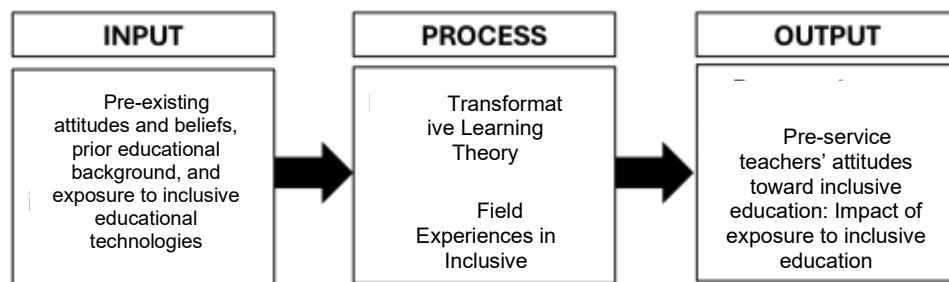 INPUT
Pre-existing
attitudes and beliefs,
prior educational
background, and
exposure to inclusive
educational
technologies
PROCESS
Transformat
ive Learning
Theory
Field
Experiences in
Inclusive
OUTPUT
Pre-service
teachers’ attitudes
toward inclusive
education: Impact of
exposure to inclusive
education